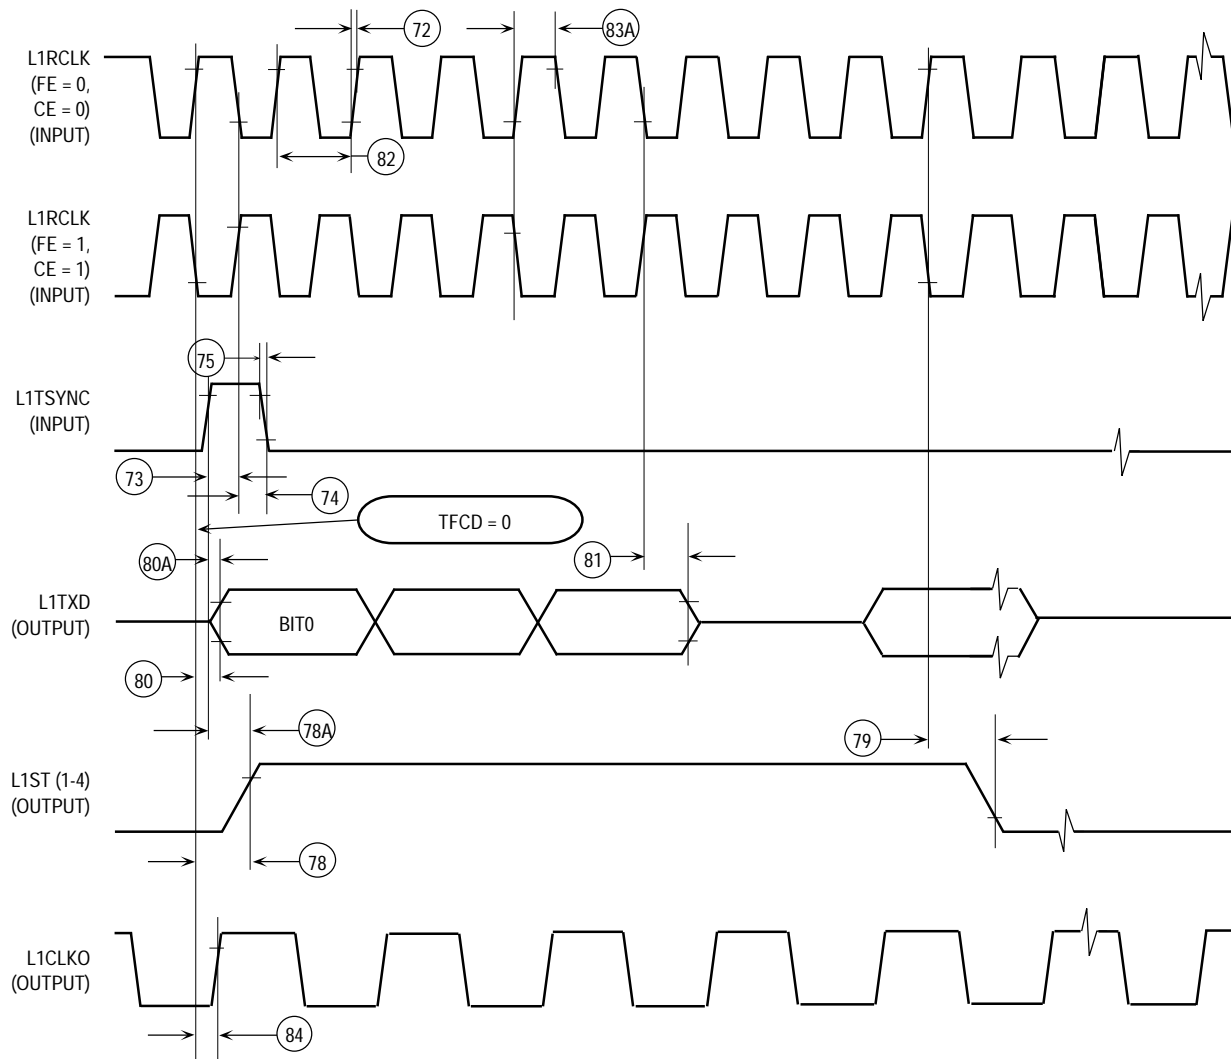 72
83A
L1RCLK
(FE = 0,
CE = 0)
(INPUT)
82
L1RCLK
(FE = 1,
CE = 1)
(INPUT)
75
L1TSYNC
(INPUT)
73
74
TFCD = 0
80A
81
L1TXD
(OUTPUT)
BIT0
80
78A
79
L1ST (1-4)
(OUTPUT)
78
L1CLKO
(OUTPUT)
84